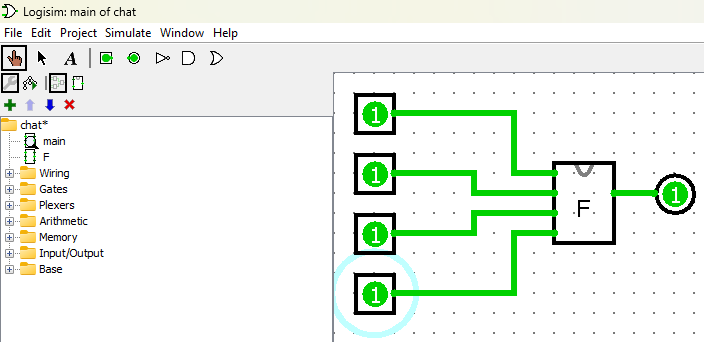 Logisim: main of chat
File Edit Project Simulate Window Help
A
chat*
main
F
Wiring
Gates
Plexers
Arithmetic
Memory
Input/Output
Base
1
1
1
1
F
1